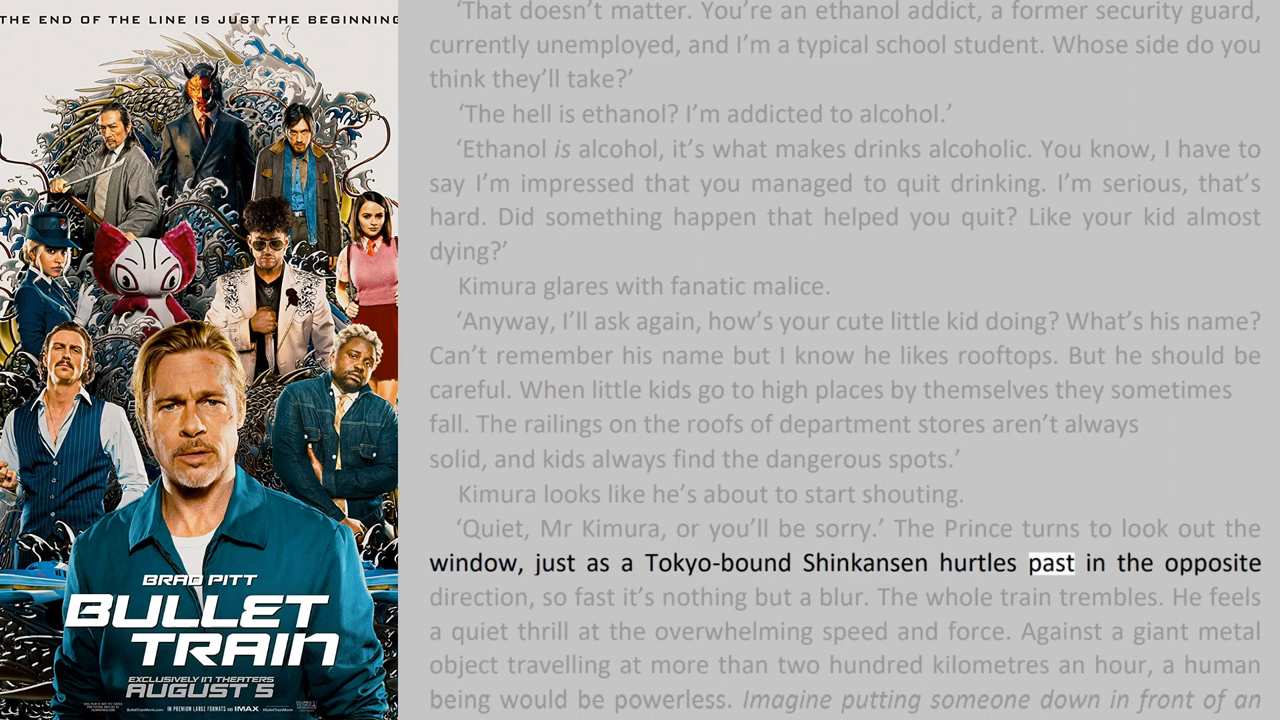 THE END OF THE LINE IS JUST THE BEGINNING
BRAD PITT
BULLET
TRAIN
EXCLUSIVELY IN THEATERS
AUGUST 5
BulletTrainMovie.com
IN PREMIUM LARGE FORMATS AND IMAX
#BulletTrainMovie
‘That doesn’t matter. You’re an ethanol addict, a former security guard,
currently unemployed, and I’m a typical school student. Whose side do you
think they’ll take?’
‘The hell is ethanol? I’m addicted to alcohol.’
‘Ethanol is alcohol, it’s what makes drinks alcoholic. You know, I have to
say I’m impressed that you managed to quit drinking. I’m serious, that’s
hard. Did something happen that helped you quit? Like your kid almost
dying?’
Kimura glares with fanatic malice.
‘Anyway, I’ll ask again, how’s your cute little kid doing? What’s his name?
Can’t remember his name but I know he likes rooftops. But he should be
careful. When little kids go to high places by themselves they sometimes
fall. The railings on the roofs of department stores aren’t always
solid, and kids always find the dangerous spots.’
Kimura looks like he’s about to start shouting.
‘Quiet, Mr Kimura, or you’ll be sorry.’ The Prince turns to look out the
window, just as a Tokyo-bound Shinkansen hurtles past in the opposite
direction, so fast it’s nothing but a blur. The whole train trembles. He feels
a quiet thrill at the overwhelming speed and force. Against a giant metal
object travelling at more than two hundred kilometres an hour, a human
being would be powerless. Imagine putting someone down in front of an